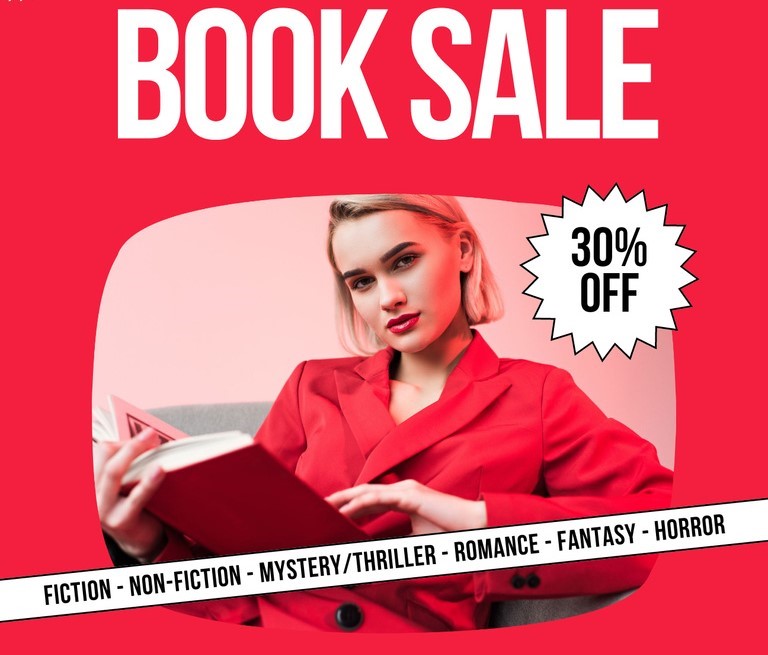 BOOK SALE
30%
OFF
FICTION - NON-FICTION - MYSTERY/THRILLER - ROMANCE - FANTASY - HORROR